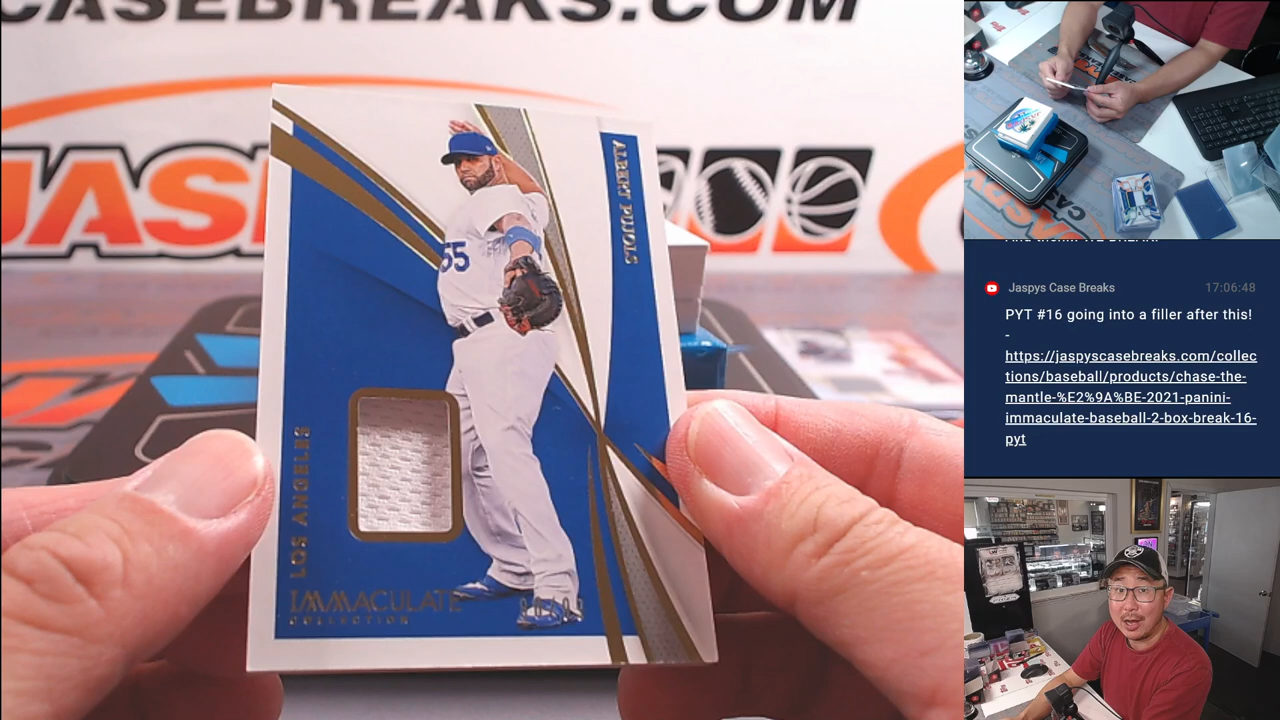 CASEBREAKS.COM
JAS
ALBERT PUJOLS
55
LOS ANGELES
IMMACULATE
COLLECTION
Jaspys Case Breaks
17:06:48
PYT #16 going into a filler after this!
-
https://jaspyscasebreaks.com/collec
tions/baseball/products/chase-the-
mantle-%E2%9A%BE-2021-panini-
immaculate-baseball-2-box-break-16-
pyt